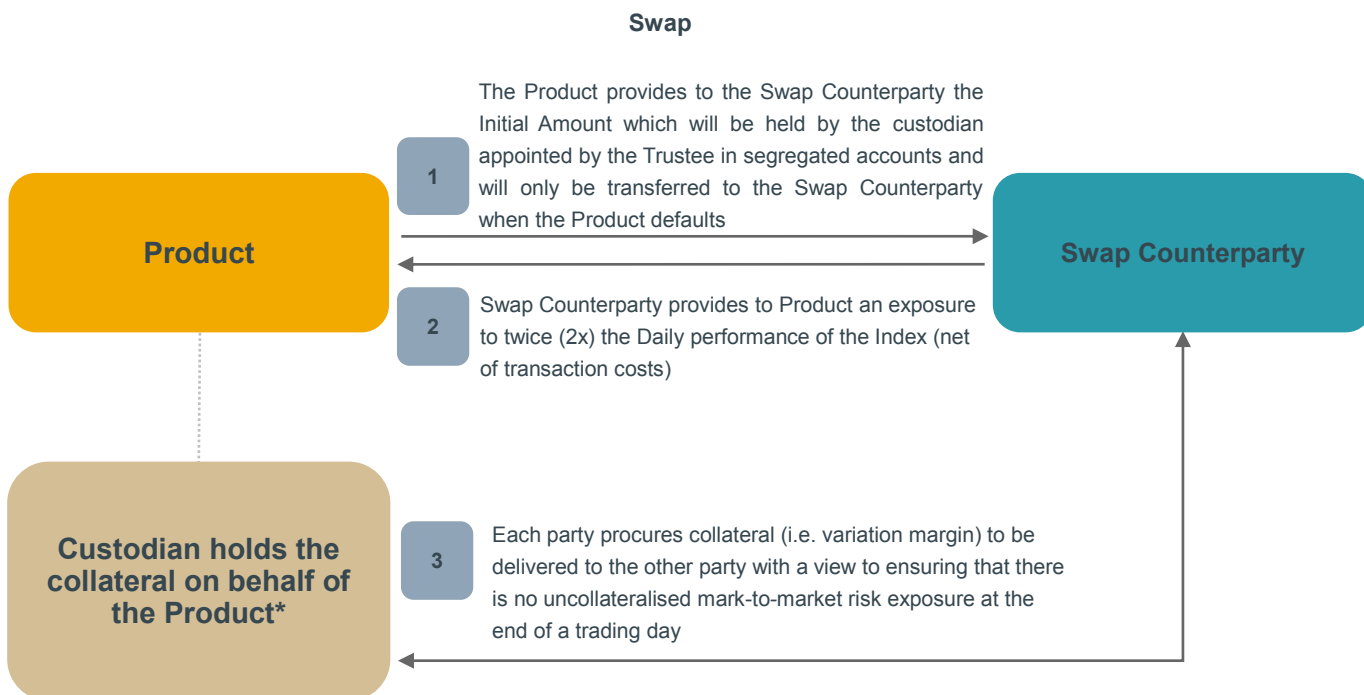 Swap
The Product provides to the Swap Counterparty the
Initial Amount which will be held by the custodian
appointed by the Trustee in segregated accounts and
will only be transferred to the Swap Counterparty
when the Product defaults
1
Product
Swap Counterparty
2
Swap Counterparty provides to Product an exposure
to twice (2x) the Daily performance of the Index (net
of transaction costs)
Custodian holds the
collateral on behalf of
the Product*
3
Each party procures collateral (i.e. variation margin) to be
delivered to the other party with a view to ensuring that there
is no uncollateralised mark-to-market risk exposure at the
end of a trading day